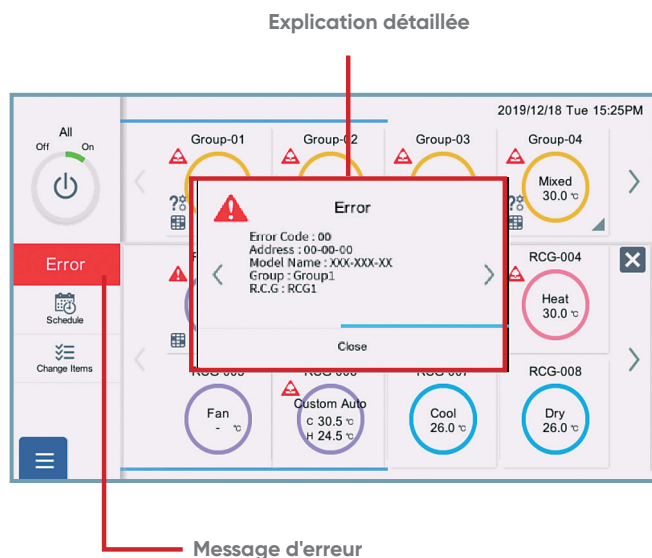 Explication détaillée
2019/12/18 Tue 15:25PM
All
Off On
Group-01
Group-02
Group-03
Group-04
Mixed
30.0 ℃
Error
Error Code : 00
Address : 00-00-00
Model Name : XXX-XXX-XX
Group : Group1
R.C.G : RCG1
Close
Error
Schedule
Change Items
RCG-004
Heat
30.0 ℃
RCG-007
RCG-008
Fan
- ℃
Custom Auto
C 30.5 ℃
H 24.5 ℃
Cool
26.0 ℃
Dry
26.0 ℃
Message d'erreur